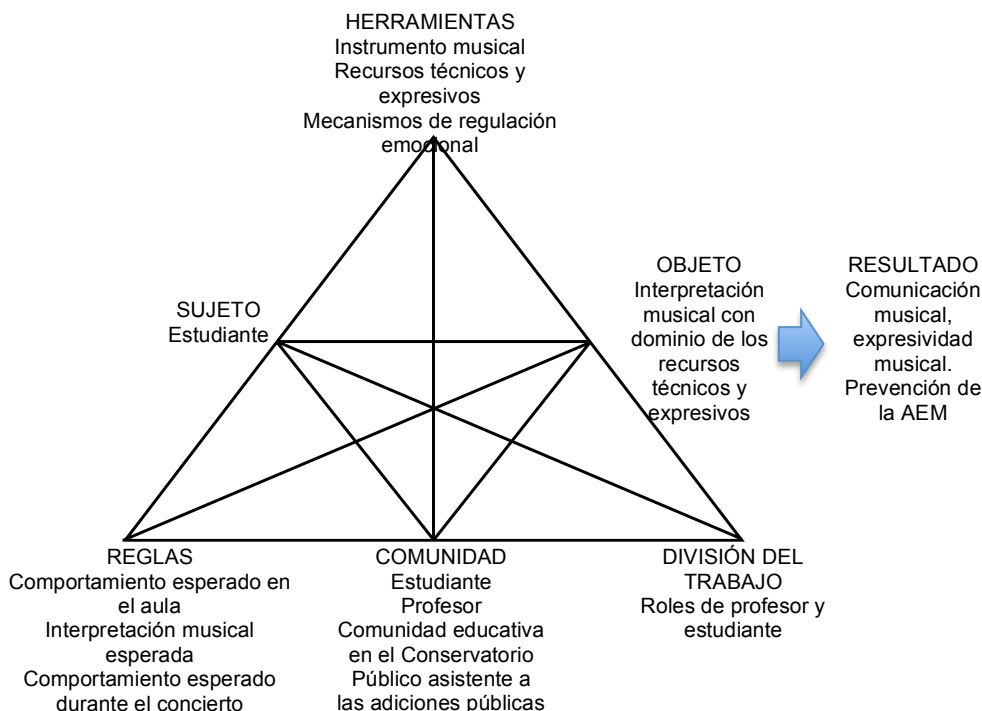 HERRAMIENTAS
Instrumento musical
Recursos técnicos y
expresivos
Mecanismos de regulación
emocional
SUJETO
Estudiante
OBJETO
Interpretación
musical con
dominio de los
recursos
técnicos y
expresivos
RESULTADO
Comunicación
musical,
expresividad
musical.
Prevención de
la AEM
REGLAS
Comportamiento esperado en
el aula
Interpretación musical
esperada
Comportamiento esperado
durante el concierto
COMUNIDAD
Estudiante
Profesor
Comunidad educativa
en el Conservatorio
Público asistente a
las adiciones públicas
DIVISIÓN DEL
TRABAJO
Roles de profesor y
estudiante